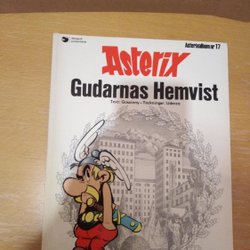 Asterixalbum nr 17
Asterix
Gudarnas Hemvist
Text: Goscinny - Teckningar: Uderzo